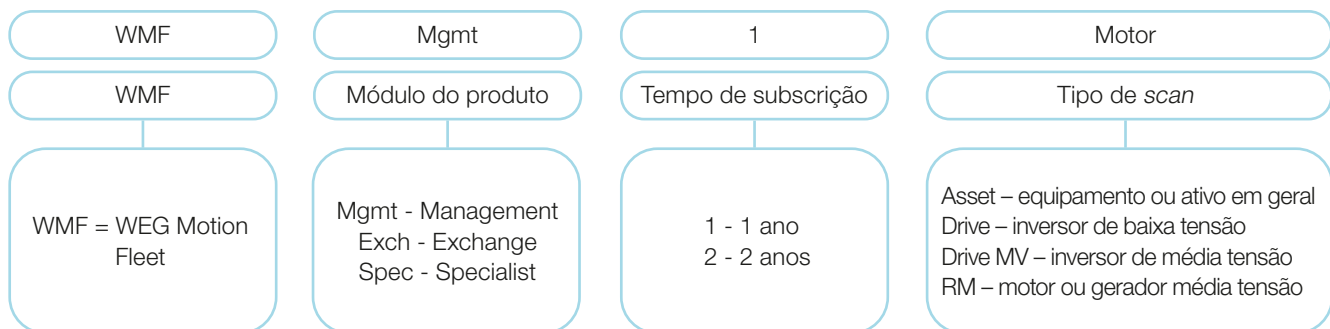 WMF
Mgmt
1
Motor
WMF
Módulo do produto
Tempo de subscrição
Tipo de scan
WMF = WEG Motion
Fleet
Mgmt - Management
Exch - Exchange
Spec - Specialist
1 - 1 ano
2 - 2 anos
Asset – equipamento ou ativo em geral
Drive – inversor de baixa tensão
Drive MV – inversor de média tensão
RM – motor ou gerador média tensão